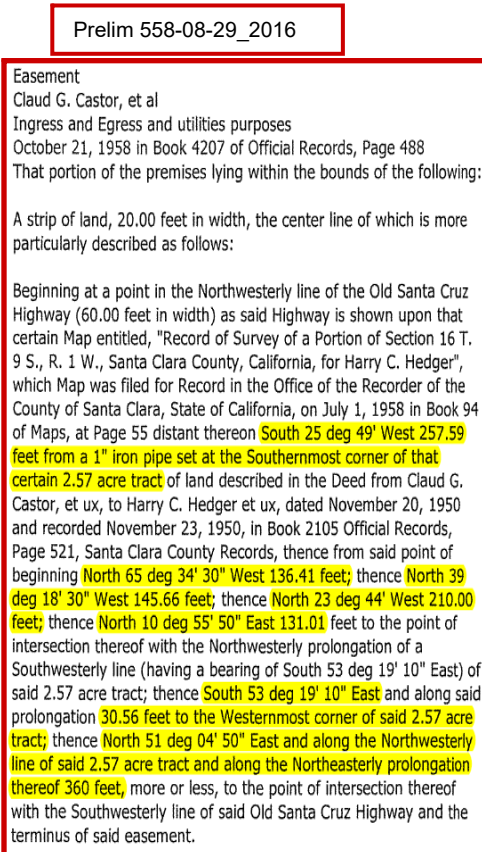 Prelim 558-08-29_2016
Easement
Claud G. Castor, et al
Ingress and Egress and utilities purposes
October 21, 1958 in Book 4207 of Official Records, Page 488
That portion of the premises lying within the bounds of the following:
A strip of land, 20.00 feet in width, the center line of which is more
particularly described as follows:
Beginning at a point in the Northwesterly line of the Old Santa Cruz
Highway (60.00 feet in width) as said Highway is shown upon that
certain Map entitled, "Record of Survey of a Portion of Section 16 T.
9 S., R. 1 W., Santa Clara County, California, for Harry C. Hedger",
which Map was filed for Record in the Office of the Recorder of the
County of Santa Clara, State of California, on July 1, 1958 in Book 94
of Maps, at Page 55 distant thereon South 25 deg 49' West 257.59
feet from a 1" iron pipe set at the Southernmost corner of that
certain 2.57 acre tract of land described in the Deed from Claud G.
Castor, et ux, to Harry C. Hedger et ux, dated November 20, 1950
and recorded November 23, 1950, in Book 2105 Official Records,
Page 521, Santa Clara County Records, thence from said point of
beginning North 65 deg 34' 30" West 136.41 feet; thence North 39
deg 18' 30" West 145.66 feet; thence North 23 deg 44' West 210.00
feet; thence North 10 deg 55' 50" East 131.01 feet to the point of
intersection thereof with the Northwesterly prolongation of a
Southwesterly line (having a bearing of South 53 deg 19' 10" East) of
said 2.57 acre tract; thence South 53 deg 19' 10" East and along said
prolongation 30.56 feet to the Westernmost corner of said 2.57 acre
tract; thence North 51 deg 04' 50" East and along the Northwesterly
line of said 2.57 acre tract and along the Northeasterly prolongation
thereof 360 feet, more or less, to the point of intersection thereof
with the Southwesterly line of said Old Santa Cruz Highway and the
terminus of said easement.